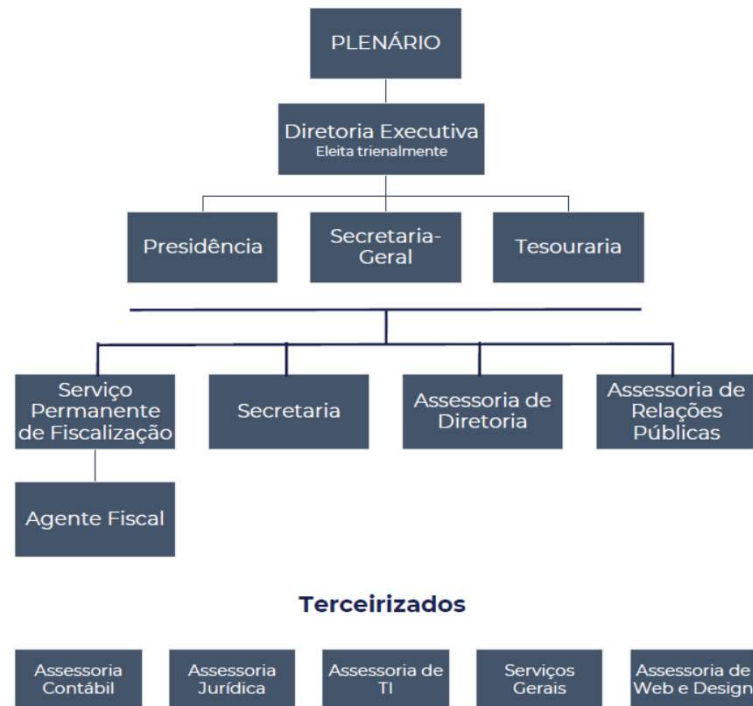 PLENÁRIO
Diretoria Executiva
Eleita trienalmente
Presidência
Secretaria-
Geral
Tesouraria
Serviço
Permanente
de Fiscalização
Secretaria
Assessoria de
Diretoria
Assessoria de
Relações
Públicas
Agente Fiscal
Terceirizados
Assessoria
Contábil
Assessoria
Jurídica
Assessoria de
TI
Serviços
Gerais
Assessoria de
Web e Design